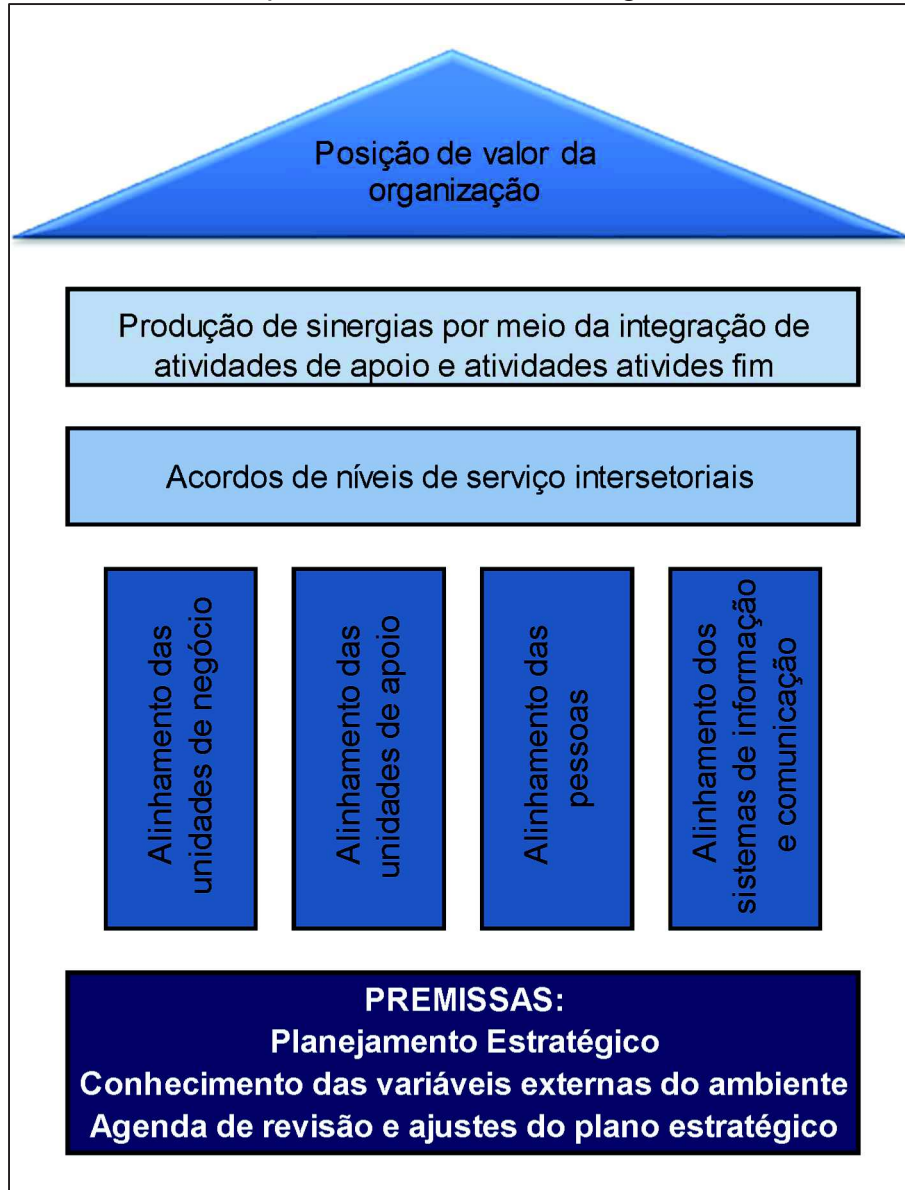 Posição de valor da
organização
Produção de sinergias por meio da integração de
atividades de apoio e atividades ativides fim
Acordos de níveis de serviço intersetoriais
Alinhamento das
unidades de negócio
Alinhamento das
unidades de apoio
Alinhamento das
pessoas
Alinhamento dos
sistemas de informação
e comunicação
PREMISSAS:
Planejamento Estratégico
Conhecimento das variáveis externas do ambiente
Agenda de revisão e ajustes do plano estratégico